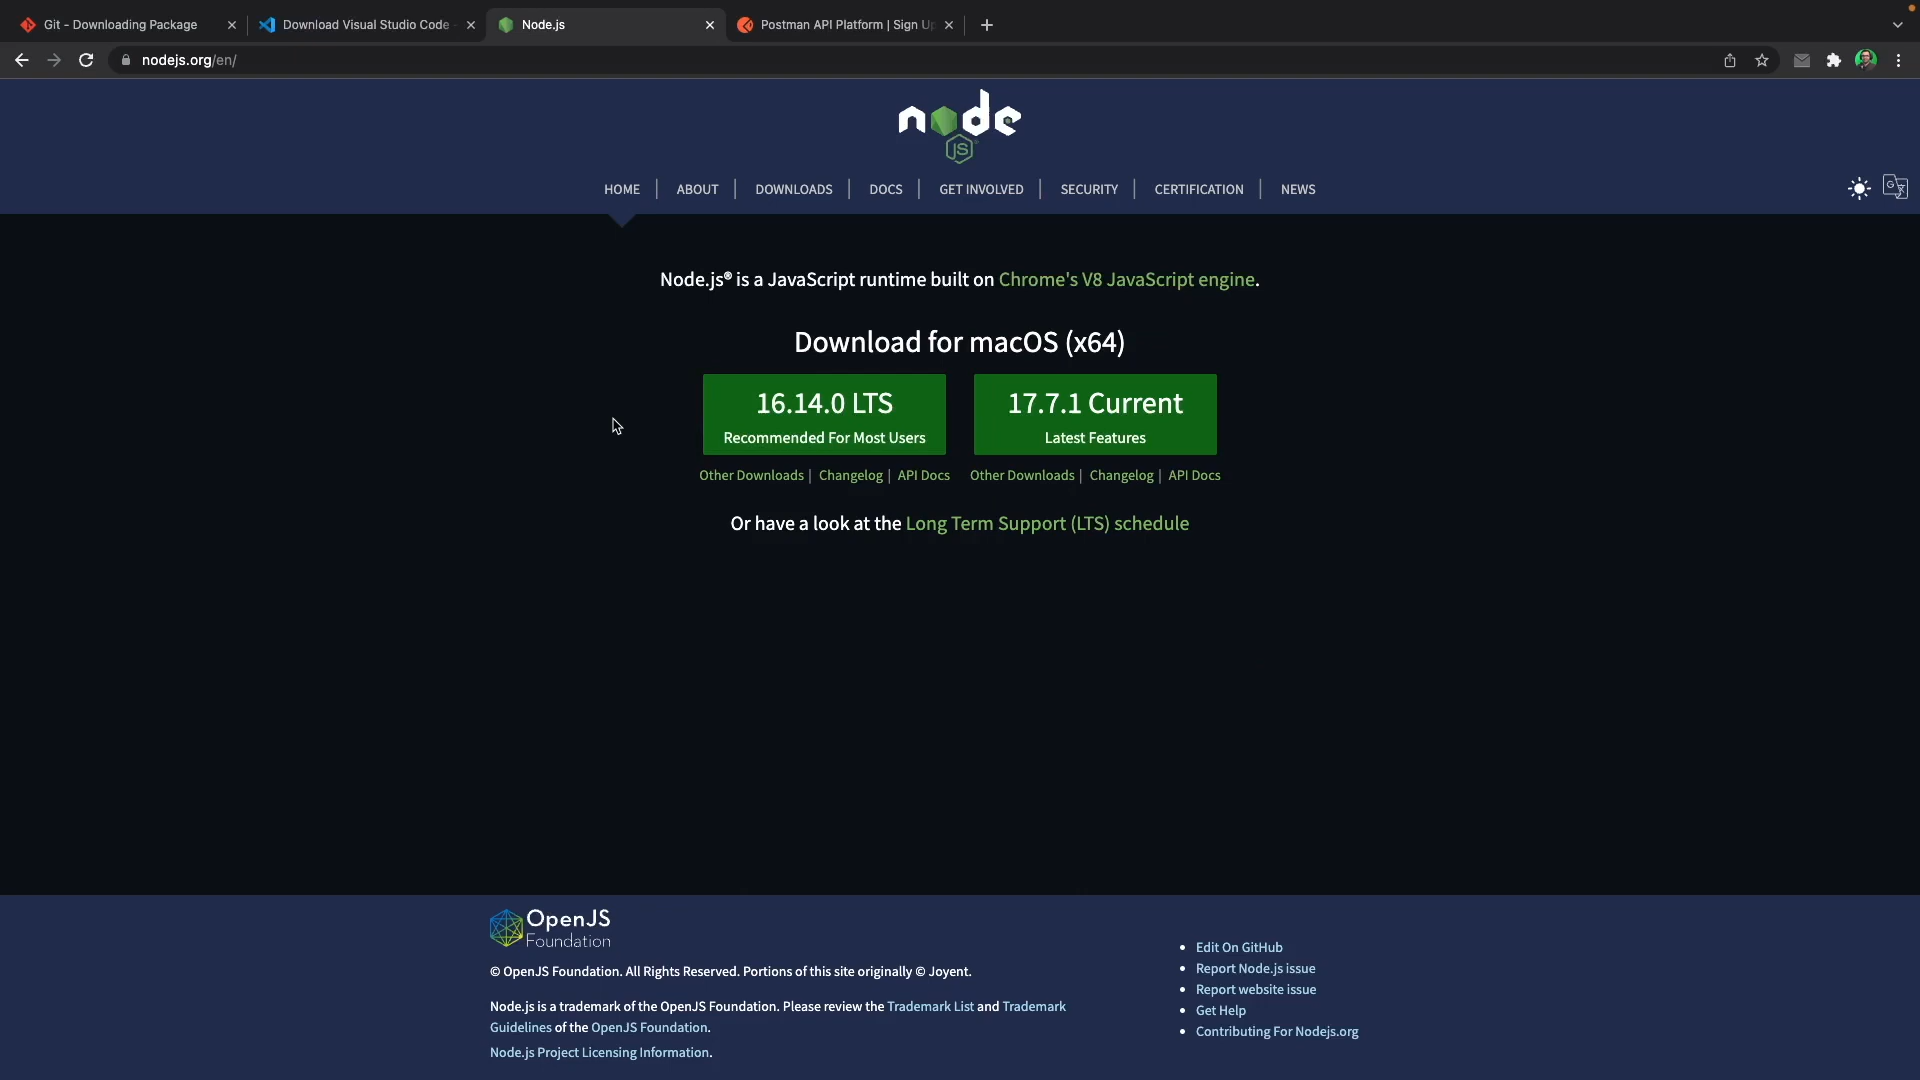 Git - Downloading Package
Download Visual Studio Code -
Node.js
Postman API Platform | Sign Up
nodejs.org/en/
node
JS
HOME
ABOUT
DOWNLOADS
DOCS
GET INVOLVED
SECURITY
CERTIFICATION
NEWS
Node.js® is a JavaScript runtime built on Chrome's V8 JavaScript engine.
Download for macOS (x64)
16.14.0 LTS
Recommended For Most Users
17.7.1 Current
Latest Features
Other Downloads | Changelog | API Docs
Other Downloads | Changelog | API Docs
Or have a look at the Long Term Support (LTS) schedule
OpenJS
Foundation
© OpenJS Foundation. All Rights Reserved. Portions of this site originally © Joyent.
Node.js is a trademark of the OpenJS Foundation. Please review the Trademark List and Trademark
Guidelines of the OpenJS Foundation.
Node.js Project Licensing Information.
Edit On GitHub
Report Node.js issue
Report website issue
Get Help
Contributing For Nodejs.org